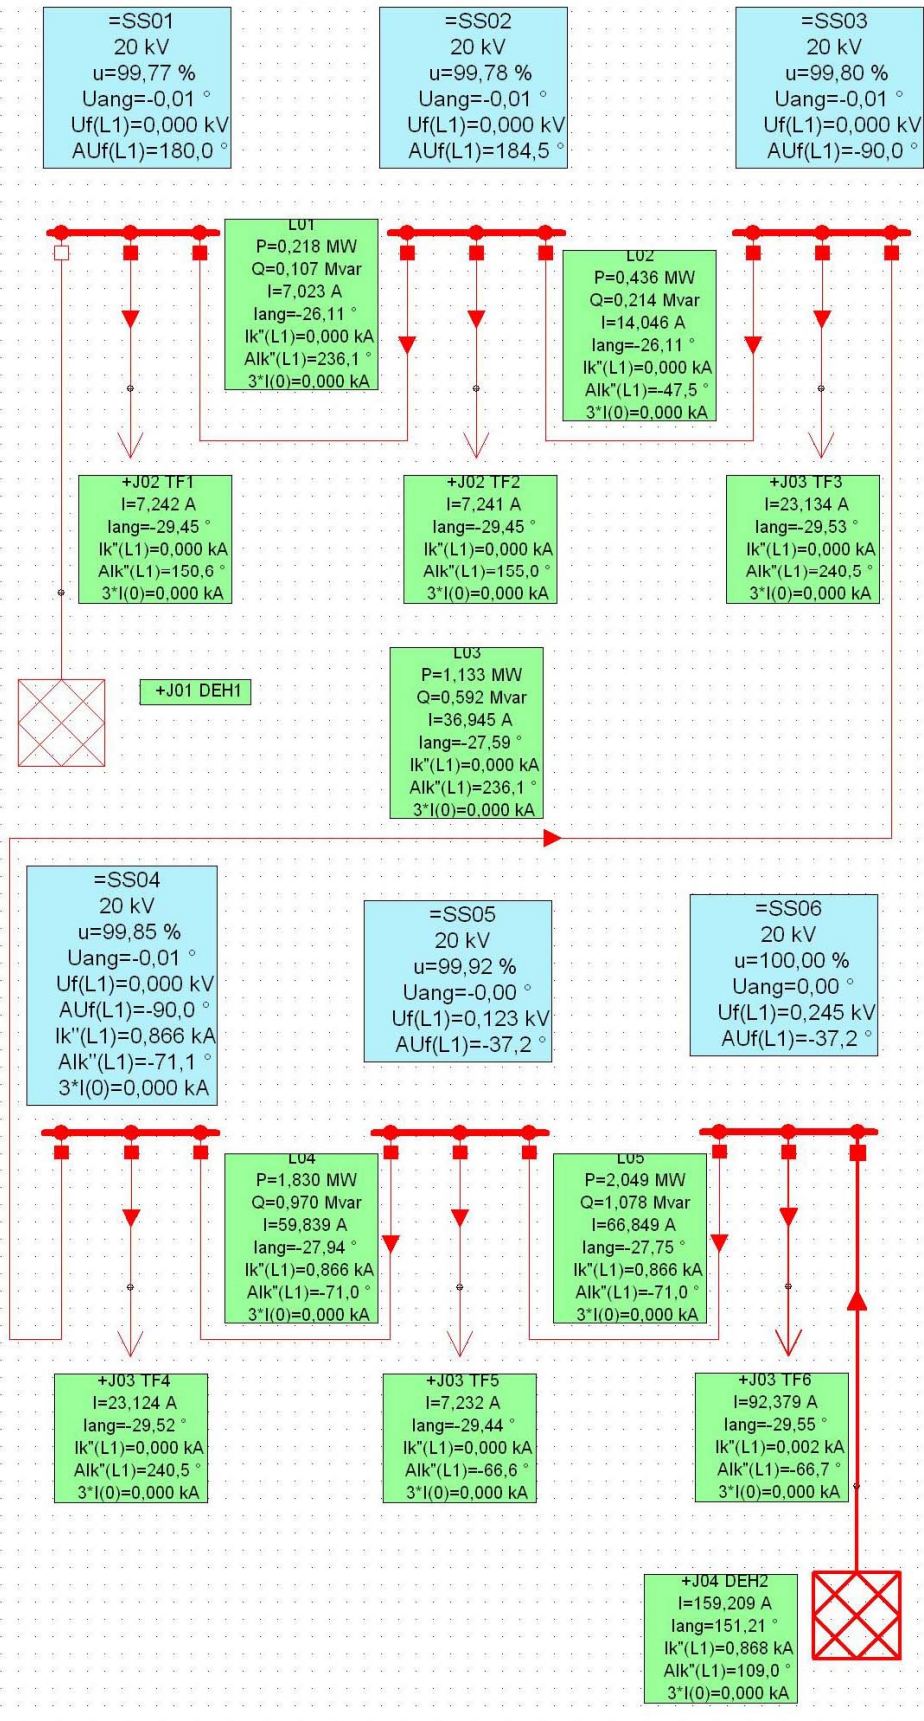 =SS01
20 kV
u=99,77 %
Uang=-0,01 °
Uf(L1)=0,000 kV
AUf(L1)=180,0 °
=SS02
20 kV
u=99,78 %
Uang=-0,01 °
Uf(L1)=0,000 kV
AUf(L1)=184,5 °
=SS03
20 kV
u=99,80 %
Uang=-0,01 °
Uf(L1)=0,000 kV
AUf(L1)=-90,0 °
L01
P=0,218 MW
Q=0,107 Mvar
I=7,023 A
Iang=-26,11 °
Ik"(L1)=0,000 kA
AIk"(L1)=236,1 °
3*I(0)=0,000 kA
L02
P=0,436 MW
Q=0,214 Mvar
I=14,046 A
Iang=-26,11 °
Ik"(L1)=0,000 kA
AIk"(L1)=-47,5 °
3*I(0)=0,000 kA
+J02 TF1
I=7,242 A
Iang=-29,45 °
Ik"(L1)=0,000 kA
AIk"(L1)=150,6 °
3*I(0)=0,000 kA
+J02 TF2
I=7,241 A
Iang=-29,45 °
Ik"(L1)=0,000 kA
AIk"(L1)=155,0 °
3*I(0)=0,000 kA
+J03 TF3
I=23,134 A
Iang=-29,53 °
Ik"(L1)=0,000 kA
AIk"(L1)=240,5 °
3*I(0)=0,000 kA
+J01 DEH1
L03
P=1,133 MW
Q=0,592 Mvar
I=36,945 A
Iang=-27,59 °
Ik"(L1)=0,000 kA
AIk"(L1)=236,1 °
3*I(0)=0,000 kA
=SS04
20 kV
u=99,85 %
Uang=-0,01 °
Uf(L1)=0,000 kV
AUf(L1)=-90,0 °
Ik"(L1)=0,866 kA
AIk"(L1)=-71,1 °
3*I(0)=0,000 kA
=SS05
20 kV
u=99,92 %
Uang=-0,00 °
Uf(L1)=0,123 kV
AUf(L1)=-37,2 °
=SS06
20 kV
u=100,00 %
Uang=0,00 °
Uf(L1)=0,245 kV
AUf(L1)=-37,2 °
L04
P=1,830 MW
Q=0,970 Mvar
I=59,839 A
Iang=-27,94 °
Ik"(L1)=0,866 kA
AIk"(L1)=-71,0 °
3*I(0)=0,000 kA
L05
P=2,049 MW
Q=1,078 Mvar
I=66,849 A
Iang=-27,75 °
Ik"(L1)=0,866 kA
AIk"(L1)=-71,0 °
3*I(0)=0,000 kA
+J03 TF4
I=23,124 A
Iang=-29,52 °
Ik"(L1)=0,000 kA
AIk"(L1)=240,5 °
3*I(0)=0,000 kA
+J03 TF5
I=7,232 A
Iang=-29,44 °
Ik"(L1)=0,000 kA
AIk"(L1)=-66,6 °
3*I(0)=0,000 kA
+J03 TF6
I=92,379 A
Iang=-29,55 °
Ik"(L1)=0,002 kA
AIk"(L1)=-66,7 °
3*I(0)=0,000 kA
+J04 DEH2
I=159,209 A
Iang=151,21 °
Ik"(L1)=0,868 kA
AIk"(L1)=109,0 °
3*I(0)=0,000 kA